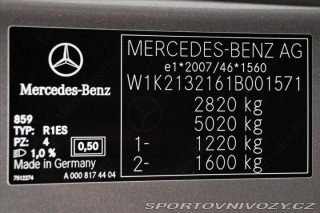 Mercedes-Benz
859
TYP: R1ES
PZ: 4
1,0 % 0,50
Made in Germany
7512274 A 000 817 44 04
MERCEDES-BENZ AG
e1*2007/46*1560
W1K2132161B001571
2820 kg
5020 kg
1- 1220 kg
2- 1600 kg
SPORTOVNIVOZY.CZ